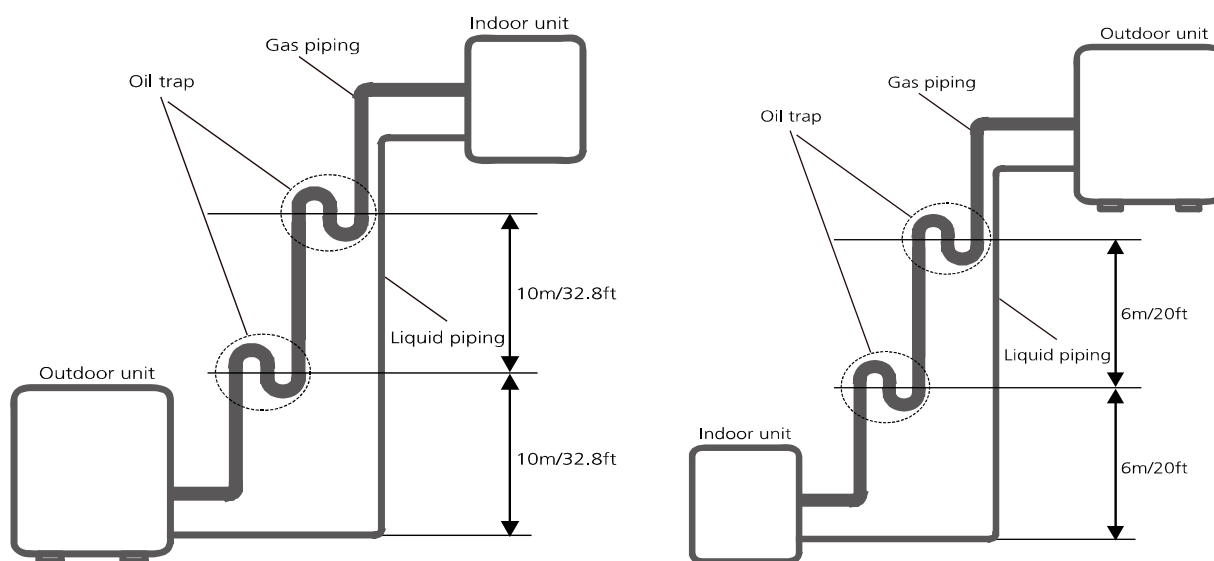 Indoor unit
Gas piping
Oil trap
10m/32.8ft
Liquid piping
Outdoor unit
10m/32.8ft
Outdoor unit
Gas piping
Oil trap
6m/20ft
Liquid piping
Indoor unit
6m/20ft